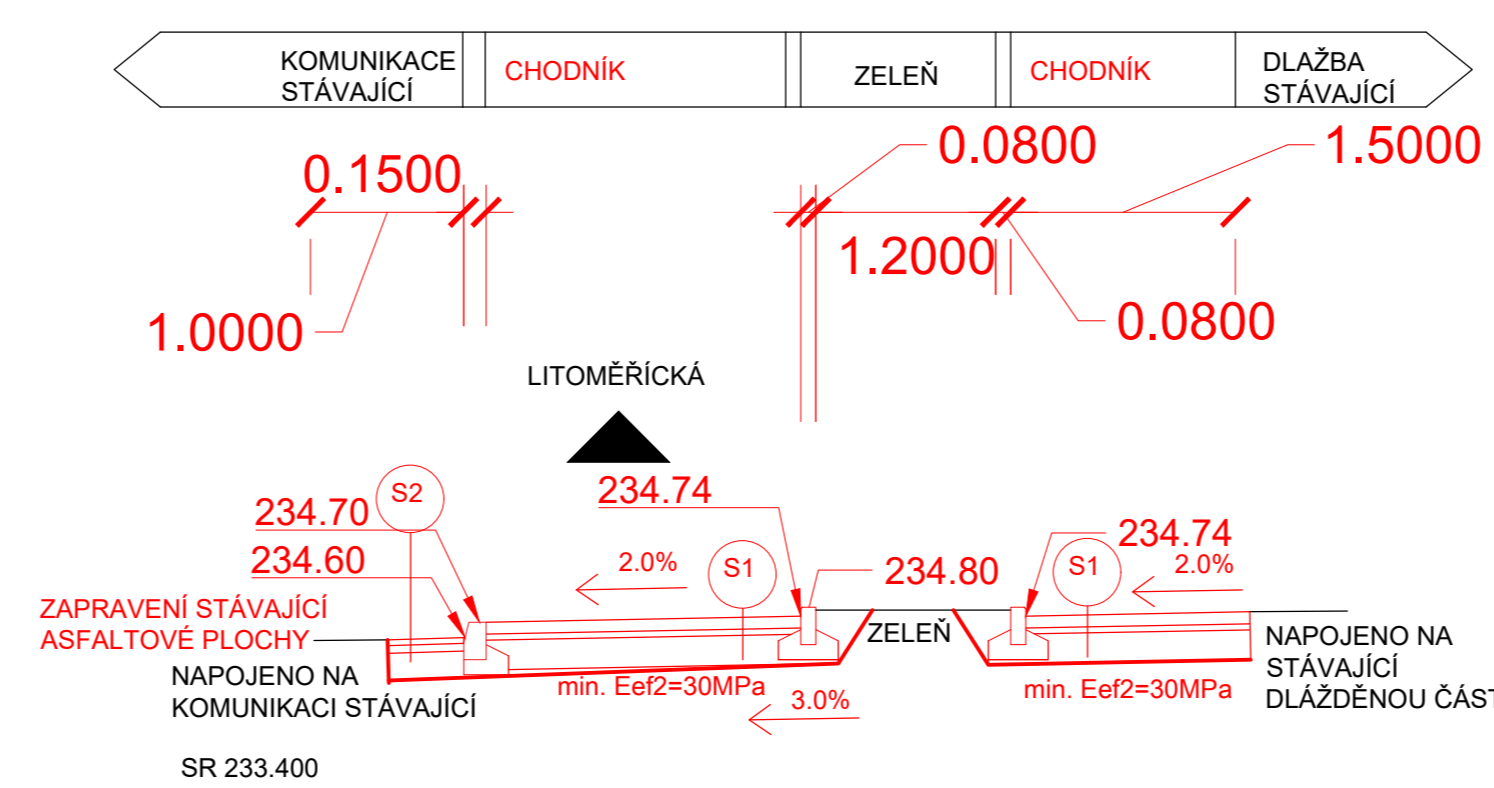 KOMUNIKACE
STÁVAJÍCÍ
CHODNÍK
ZELEŇ
CHODNÍK
DLAŽBA
STÁVAJÍCÍ
0.1500
0.0800
1.5000
1.2000
1.0000
0.0800
LITOMĚŘÍCKÁ
S2
234.70
234.60
234.74
2.0%
S1
234.80
234.74
S1
2.0%
ZAPRAVENÍ STÁVAJÍCÍ
ASFALTOVÉ PLOCHY
ZELEŇ
NAPOJENO NA
KOMUNIKACI STÁVAJÍCÍ
min. Eef2=30MPa
3.0%
min. Eef2=30MPa
NAPOJENO NA
STÁVAJÍCÍ
DLÁŽDĚNOU ČÁST
SR 233.400